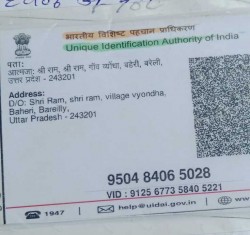 भारतीय विशिष्ट पहचान प्राधिकरण
Unique Identification Authority of India
पता:
आत्मजा: श्री राम, श्री राम, गाँव व्योंधा, बहेरी, बरेली,
उत्तर प्रदेश - 243201
Address:
D/O: Shri Ram, shri ram, village vyondha,
Baheri, Bareilly,
Uttar Pradesh - 243201
9504 8406 5028
VID : 9125 6773 5840 5221
1947
help@uidai.gov.in